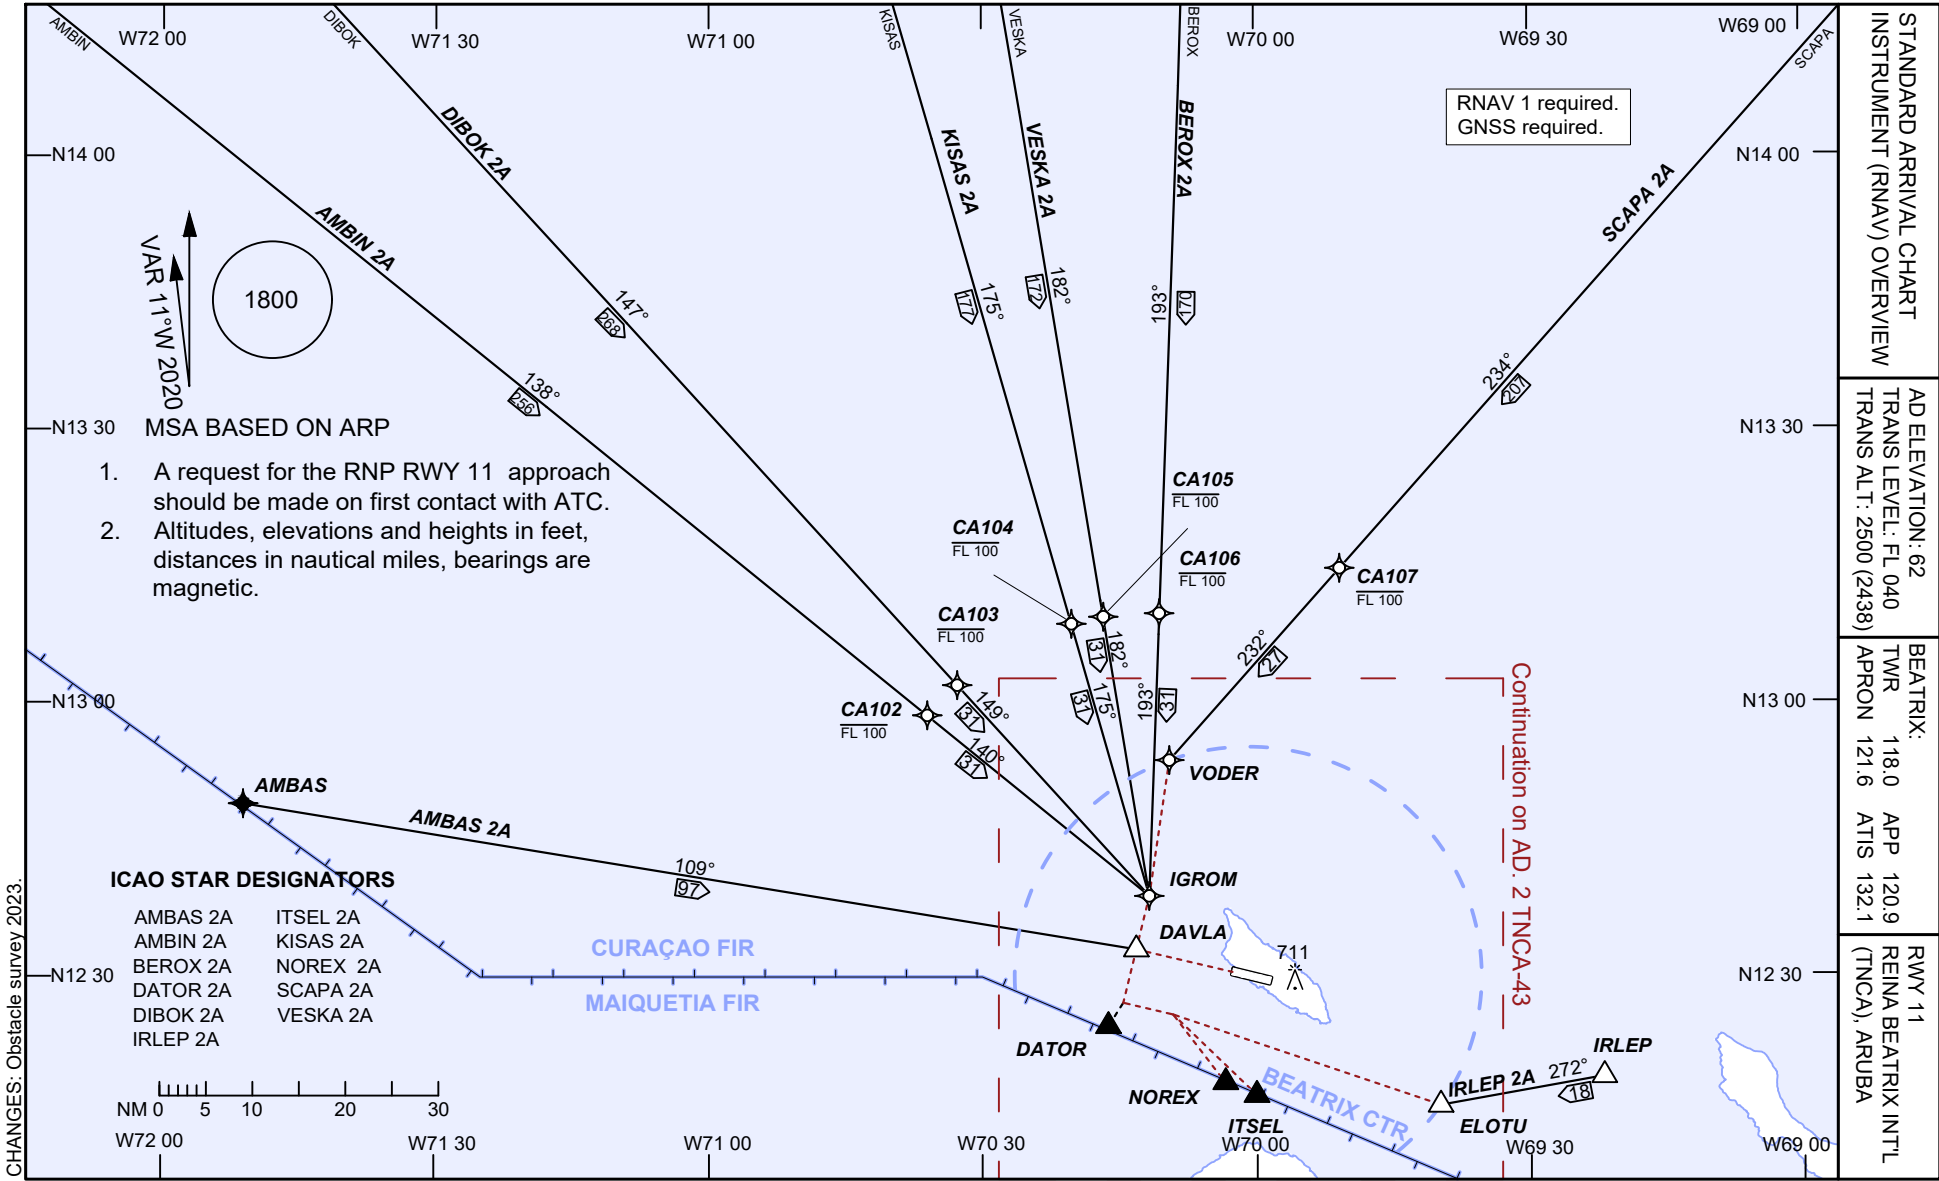 AMBIN
W72 00
DIBOK
W71 30
W71 00
KISAS
VESKA
BEROX
W70 00
W69 30
W69 00
SCAPA
RNAV 1 required.
GNSS required.
N14 00
N14 00
AMBIN 2A
DIBOK 2A
KISAS 2A
VESKA 2A
BEROX 2A
SCAPA 2A
VAR 11°W 2020
1800
147°
268
138°
256
175°
177
182°
172
193°
170
234°
207
N13 30
N13 30
MSA BASED ON ARP
1. A request for the RNP RWY 11 approach
should be made on first contact with ATC.
2. Altitudes, elevations and heights in feet,
distances in nautical miles, bearings are
magnetic.
CA105
FL 100
CA104
FL 100
CA106
FL 100
CA107
FL 100
CA103
FL 100
CA102
FL 100
149°
31
140°
31
175°
31
182°
31
193°
31
232°
27
N13 00
N13 00
VODER
AMBAS
AMBAS 2A
109°
97
IGROM
DAVLA
711
Continuation on AD. 2 TNCA-43
ICAO STAR DESIGNATORS
AMBAS 2A ITSEL 2A
AMBIN 2A KISAS 2A
BEROX 2A NOREX 2A
DATOR 2A SCAPA 2A
DIBOK 2A VESKA 2A
IRLEP 2A
CURAÇAO FIR
MAIQUETIA FIR
N12 30
N12 30
DATOR
NOREX
ITSEL
BEATRIX CTR
IRLEP 2A
272°
18
IRLEP
ELOTU
NM 0 5 10 20 30
W72 00
W71 30
W71 00
W70 30
W70 00
W69 30
W69 00
CHANGES: Obstacle survey 2023.
STANDARD ARRIVAL CHART
INSTRUMENT (RNAV) OVERVIEW
AD ELEVATION: 62
TRANS LEVEL: FL 040
TRANS ALT: 2500 (2438)
BEATRIX:
TWR 118.0 APP 120.9
APRON 121.6 ATIS 132.1
RWY 11
REINA BEATRIX INT'L
(TNCA), ARUBA